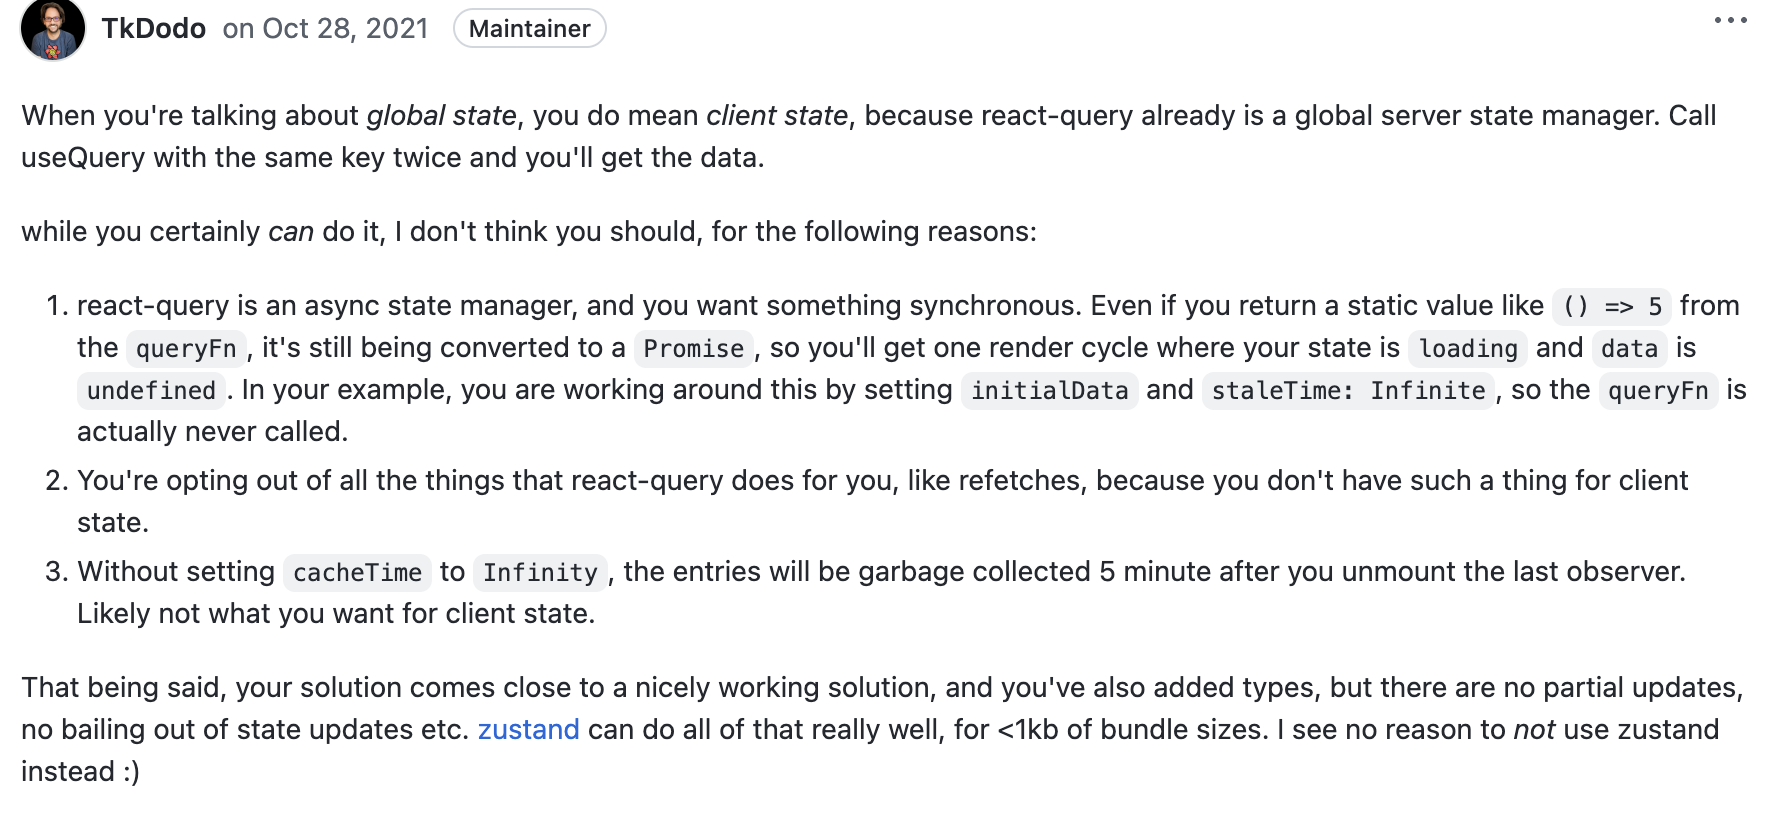 TkDodo on Oct 28, 2021 Maintainer
When you're talking about global state, you do mean client state, because react-query already is a global server state manager. Call
useQuery with the same key twice and you'll get the data.
while you certainly can do it, I don't think you should, for the following reasons:
1. react-query is an async state manager, and you want something synchronous. Even if you return a static value like () => 5 from
the queryFn, it's still being converted to a Promise, so you'll get one render cycle where your state is loading and data is
undefined. In your example, you are working around this by setting initialData and staleTime: Infinite, so the queryFn is
actually never called.
2. You're opting out of all the things that react-query does for you, like refetches, because you don't have such a thing for client
state.
3. Without setting cacheTime to Infinity, the entries will be garbage collected 5 minute after you unmount the last observer.
Likely not what you want for client state.
That being said, your solution comes close to a nicely working solution, and you've also added types, but there are no partial updates,
no bailing out of state updates etc. zustand can do all of that really well, for <1kb of bundle sizes. I see no reason to not use zustand
instead :)